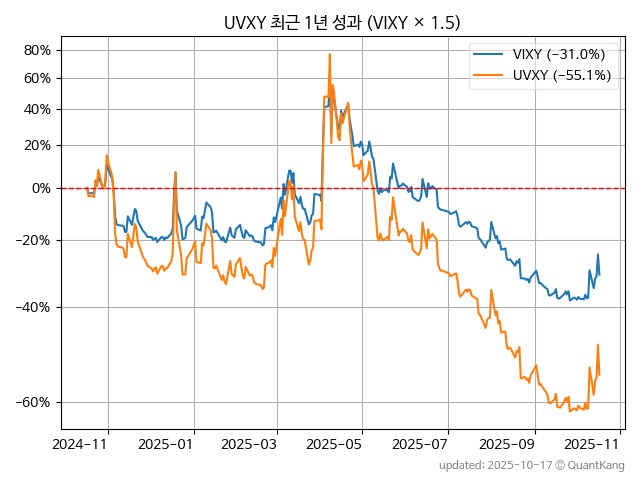 UVXY 최근 1년 성과 (VIXY × 1.5)
80%
60%
40%
20%
0%
−20%
−40%
−60%
VIXY (−31.0%)
UVXY (−55.1%)
2024−11 2025−01 2025−03 2025−05 2025−07 2025−09 2025−11
updated: 2025-10-17 ⓒ QuantKang